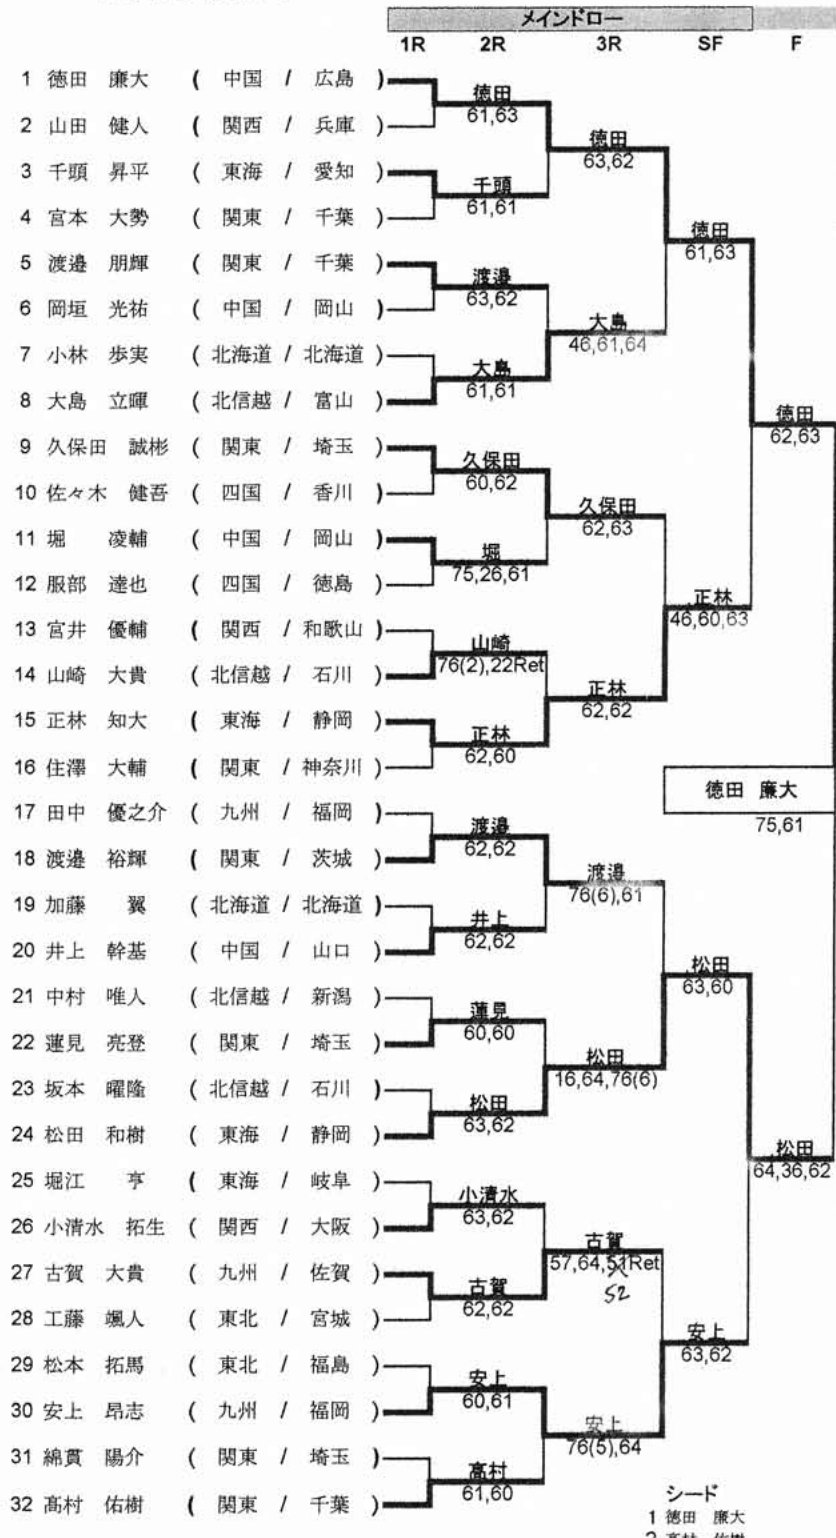 メインドロー
1R 2R 3R SF F
1 徳田 廉大 ( 中国 / 広島 )
徳田
61,63
2 山田 健人 ( 関西 / 兵庫 )
徳田
63,62
3 千頭 昇平 ( 東海 / 愛知 )
千頭
61,61
4 宮本 大勢 ( 関東 / 千葉 )
徳田
61,63
5 渡邉 朋輝 ( 関東 / 千葉 )
渡邉
63,62
6 岡垣 光祐 ( 中国 / 岡山 )
大島
46,61,64
7 小林 歩実 ( 北海道 / 北海道 )
大島
61,61
8 大島 立暉 ( 北信越 / 富山 )
徳田
62,63
9 久保田 誠彬 ( 関東 / 埼玉 )
久保田
60,62
10 佐々木 健吾 ( 四国 / 香川 )
久保田
62,63
11 堀 凌輔 ( 中国 / 岡山 )
堀
75,26,61
12 服部 達也 ( 四国 / 徳島 )
正林
46,60,63
13 宮井 優輔 ( 関西 / 和歌山 )
山崎
76(2),22Ret
14 山崎 大貴 ( 北信越 / 石川 )
正林
62,62
15 正林 知大 ( 東海 / 静岡 )
正林
62,60
16 住澤 大輔 ( 関東 / 神奈川 )
徳田 廉大
75,61
17 田中 優之介 ( 九州 / 福岡 )
渡邉
62,62
18 渡邉 裕輝 ( 関東 / 茨城 )
渡邉
76(6),61
19 加藤 翼 ( 北海道 / 北海道 )
井上
62,62
20 井上 幹基 ( 中国 / 山口 )
松田
63,60
21 中村 唯人 ( 北信越 / 新潟 )
蓮見
60,60
22 蓮見 亮登 ( 関東 / 埼玉 )
松田
16,64,76(6)
23 坂本 曜隆 ( 北信越 / 石川 )
松田
63,62
24 松田 和樹 ( 東海 / 静岡 )
松田
64,36,62
25 堀江 亨 ( 東海 / 岐阜 )
小清水
63,62
26 小清水 拓生 ( 関西 / 大阪 )
古賀
57,64,51Ret
52
27 古賀 大貴 ( 九州 / 佐賀 )
古賀
62,62
28 工藤 颯人 ( 東北 / 宮城 )
安上
63,62
29 松本 拓馬 ( 東北 / 福島 )
安上
60,61
30 安上 昂志 ( 九州 / 福岡 )
安上
76(5),64
31 綿貫 陽介 ( 関東 / 埼玉 )
髙村
61,60
32 髙村 佑樹 ( 関東 / 千葉 )
シード
1 徳田 廉大